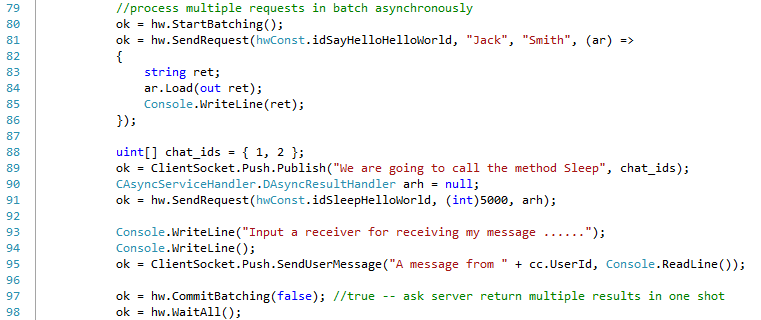 79 //process multiple requests in batch asynchronously
80 ok = hw.StartBatching();
81 ok = hw.SendRequest(hwConst.idSayHelloHelloWorld, "Jack", "Smith", (ar) =>
82 {
83 string ret;
84 ar.Load(out ret);
85 Console.WriteLine(ret);
86 });
87
88 uint[] chat_ids = { 1, 2 };
89 ok = ClientSocket.Push.Publish("We are going to call the method Sleep", chat_ids);
90 CAsyncServiceHandler.DAsyncResultHandler arh = null;
91 ok = hw.SendRequest(hwConst.idSleepHelloWorld, (int)5000, arh);
92
93 Console.WriteLine("Input a receiver for receiving my message ......");
94 Console.WriteLine();
95 ok = ClientSocket.Push.SendUserMessage("A message from " + cc.UserId, Console.ReadLine());
96
97 ok = hw.CommitBatching(false); //true -- ask server return multiple results in one shot
98 ok = hw.WaitAll();